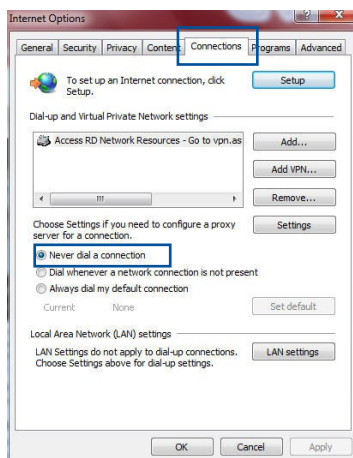 Internet Options
General Security Privacy Content Connections Programs Advanced
To set up an Internet connection, click
Setup.
Setup
Dial-up and Virtual Private Network settings
Access RD Network Resources - Go to vpn.as
Add...
Add VPN...
Remove...
Choose Settings if you need to configure a proxy
server for a connection.
Settings
Never dial a connection
Dial whenever a network connection is not present
Always dial my default connection
Current None
Set default
Local Area Network (LAN) settings
LAN Settings do not apply to dial-up connections.
Choose Settings above for dial-up settings.
LAN settings
OK Cancel Apply